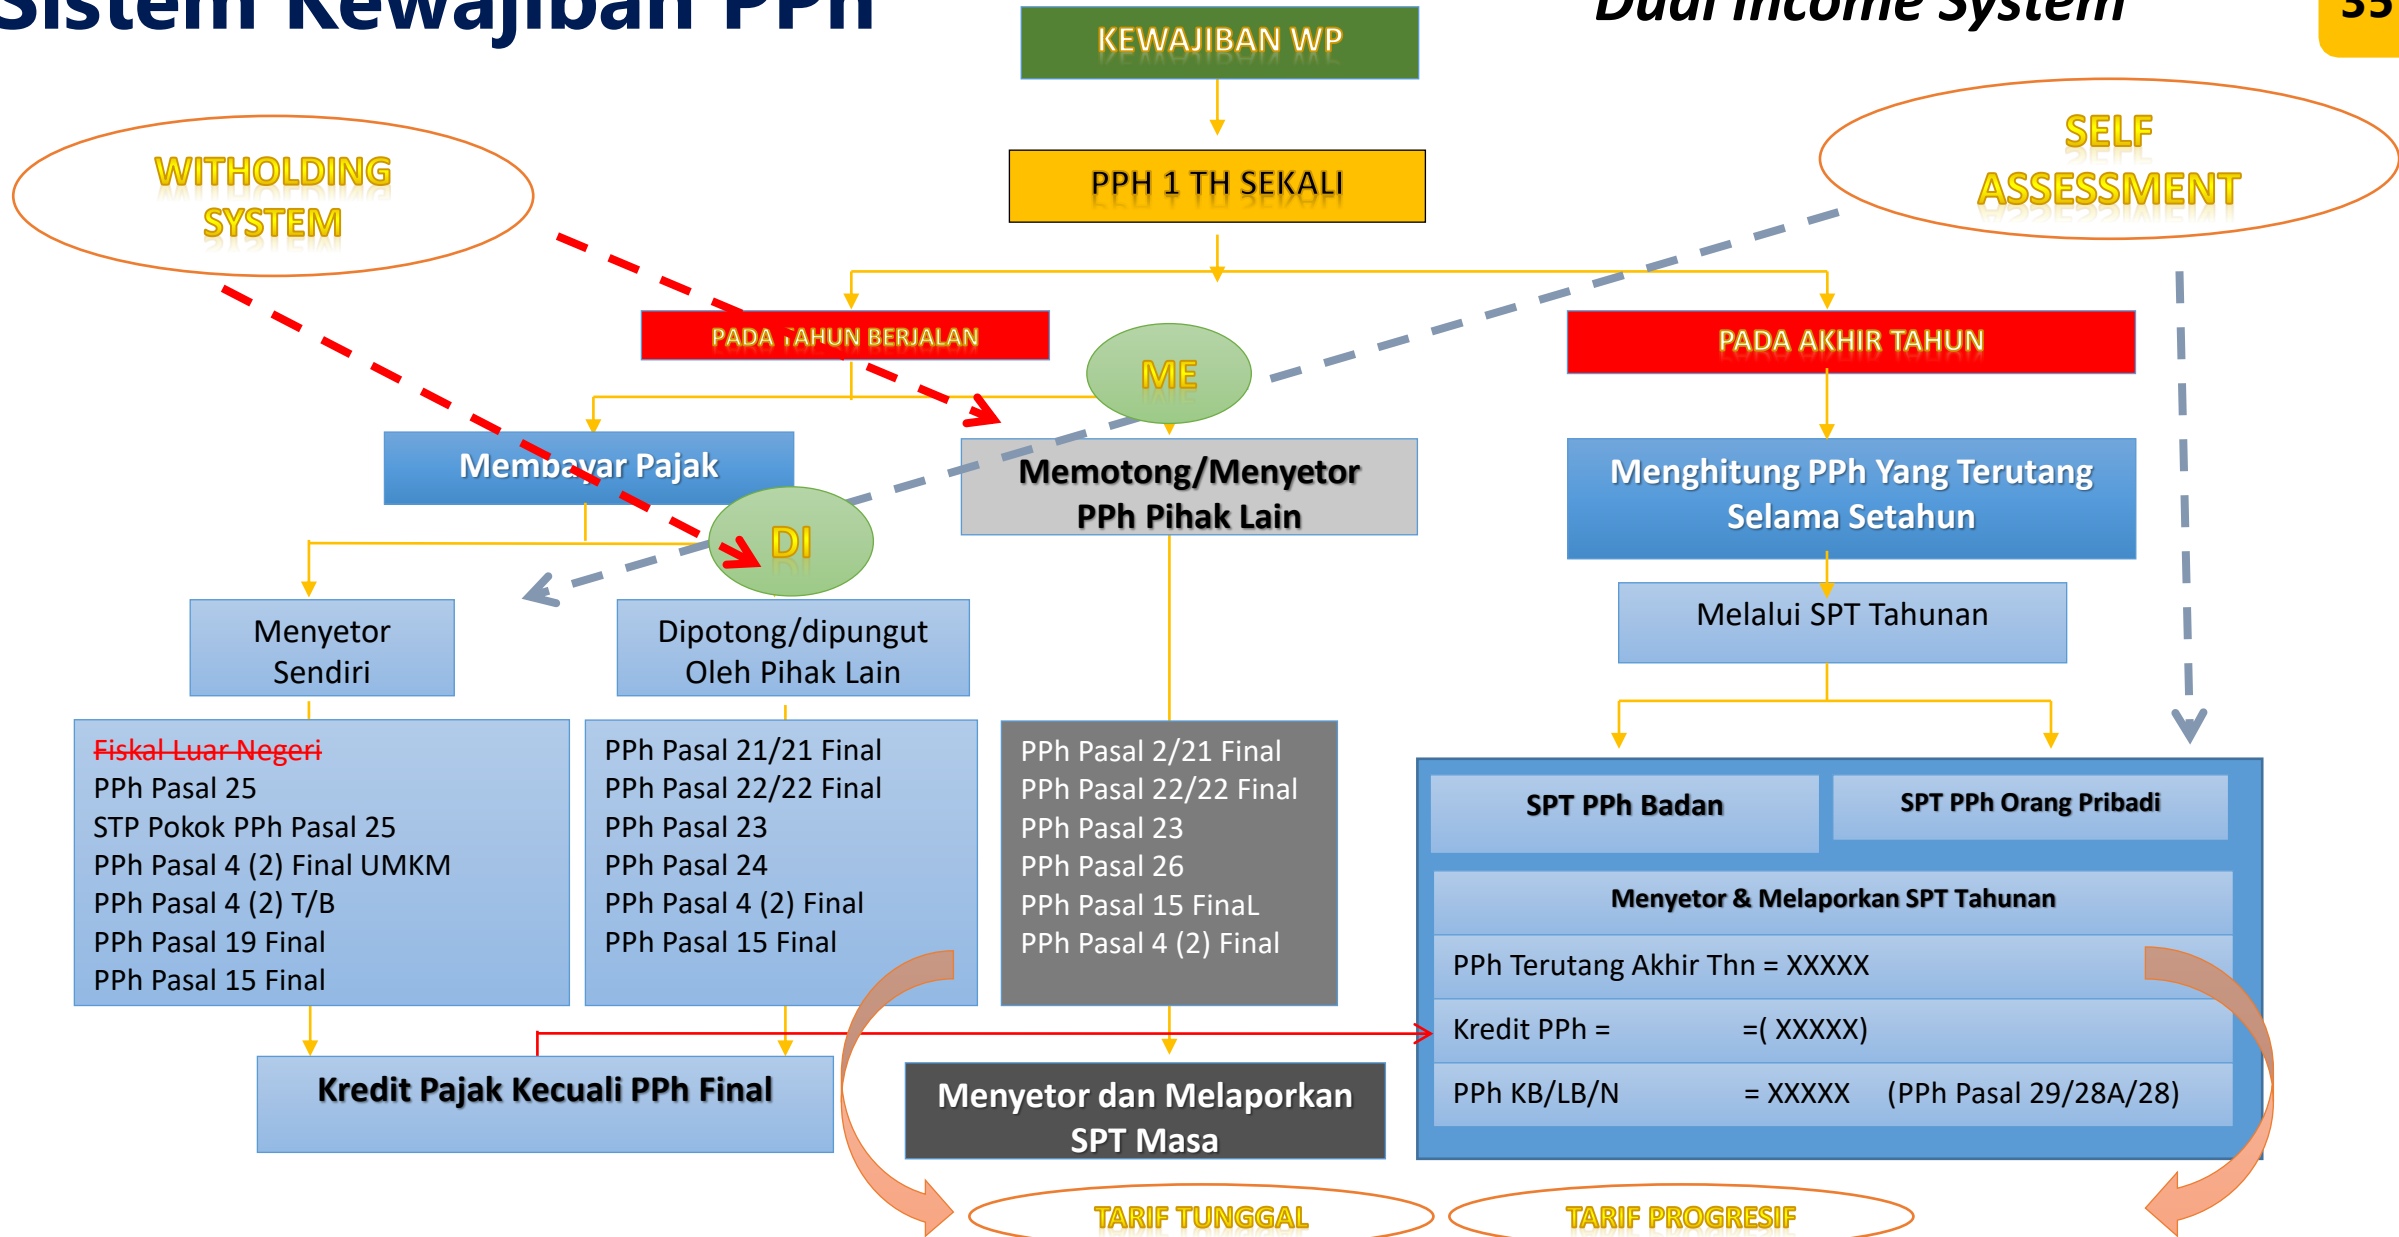 Sistem Kewajiban PPh
Dual Income System
35
KEWAJIBAN WP
WITHOLDING
SYSTEM
SELF
ASSESSMENT
PPH 1 TH SEKALI
PADA TAHUN BERJALAN
PADA AKHIR TAHUN
ME
Membayar Pajak
Memotong/Menyetor
PPh Pihak Lain
Menghitung PPh Yang Terutang
Selama Setahun
DI
Menyetor
Sendiri
Dipotong/dipungut
Oleh Pihak Lain
Melalui SPT Tahunan
Fiskal Luar Negeri
PPh Pasal 25
STP Pokok PPh Pasal 25
PPh Pasal 4 (2) Final UMKM
PPh Pasal 4 (2) T/B
PPh Pasal 19 Final
PPh Pasal 15 Final
PPh Pasal 21/21 Final
PPh Pasal 22/22 Final
PPh Pasal 23
PPh Pasal 24
PPh Pasal 4 (2) Final
PPh Pasal 15 Final
PPh Pasal 2/21 Final
PPh Pasal 22/22 Final
PPh Pasal 23
PPh Pasal 26
PPh Pasal 15 FinaL
PPh Pasal 4 (2) Final
SPT PPh Badan
SPT PPh Orang Pribadi
Menyetor & Melaporkan SPT Tahunan
PPh Terutang Akhir Thn = XXXXX
Kredit PPh = =( XXXXX)
PPh KB/LB/N = XXXXX (PPh Pasal 29/28A/28)
Kredit Pajak Kecuali PPh Final
Menyetor dan Melaporkan
SPT Masa
TARIF TUNGGAL
TARIF PROGRESIF